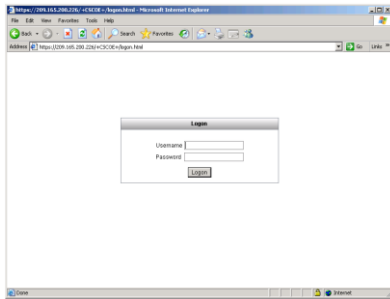 https://209.165.200.226/+CSCOE+/logon.html - Microsoft Internet Explorer
File Edit View Favorites Tools Help
Back Search Favorites
Address https://209.165.200.226/+CSCOE+/logon.html Go Links »
Logon
Username
Password
Logon
Done Internet